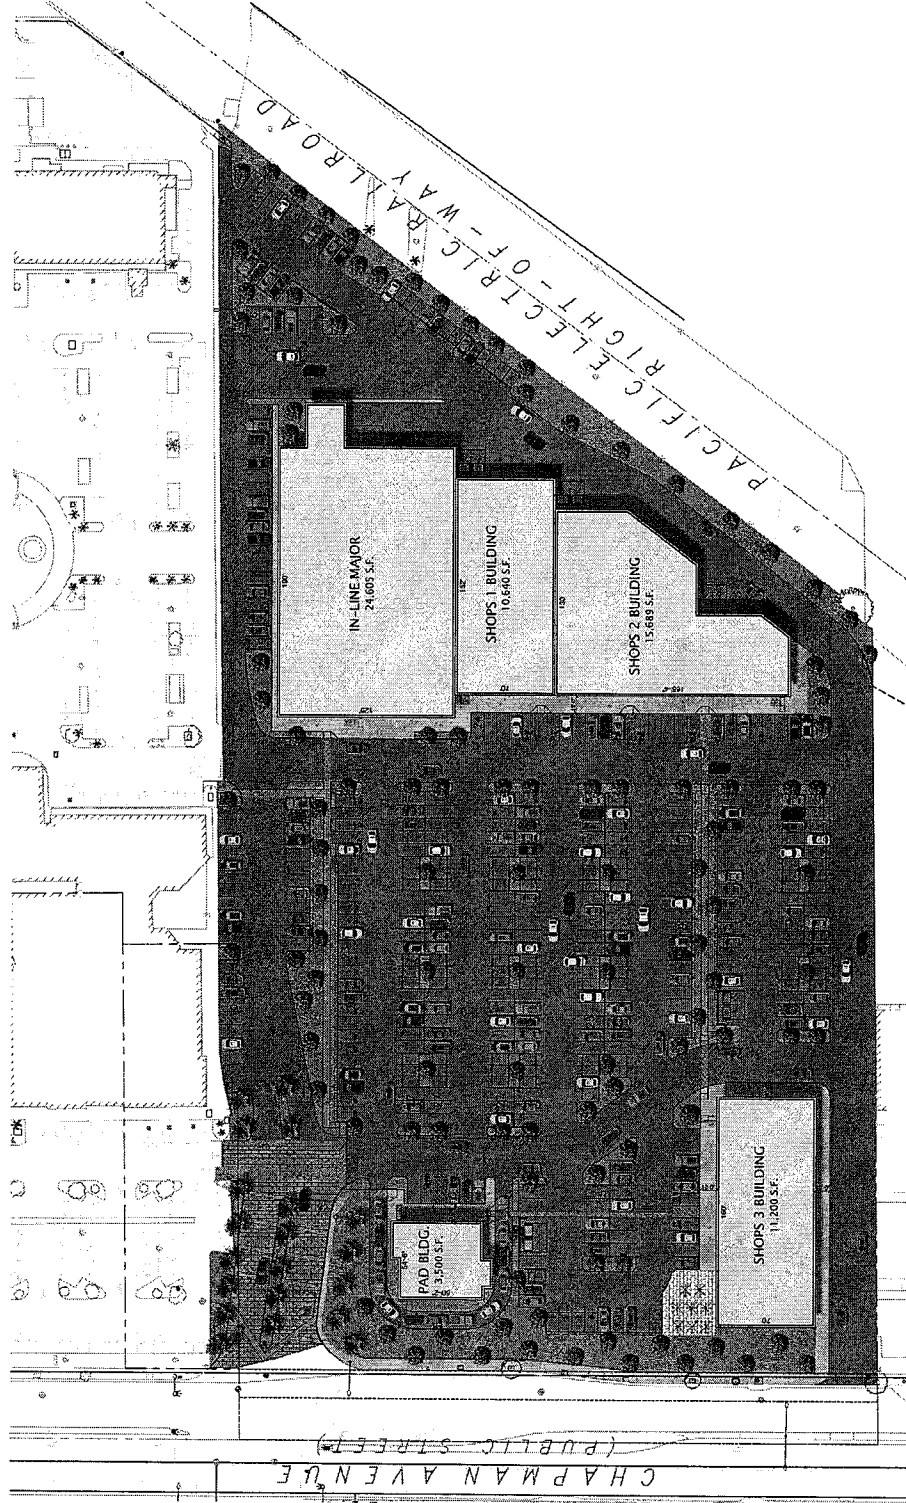 PACIFIC ELECTRIC RAILROAD
RIGHT-OF-WAY
IN-LINE MAJOR
24,605 S.F.
SHOPS 1 BUILDING
10,640 S.F.
SHOPS 2 BUILDING
15,689 S.F.
PAD BLDG.
3,500 S.F.
SHOPS 3 BUILDING
11,200 S.F.
(PUBLIC STREET)
CHAPMAN AVENUE